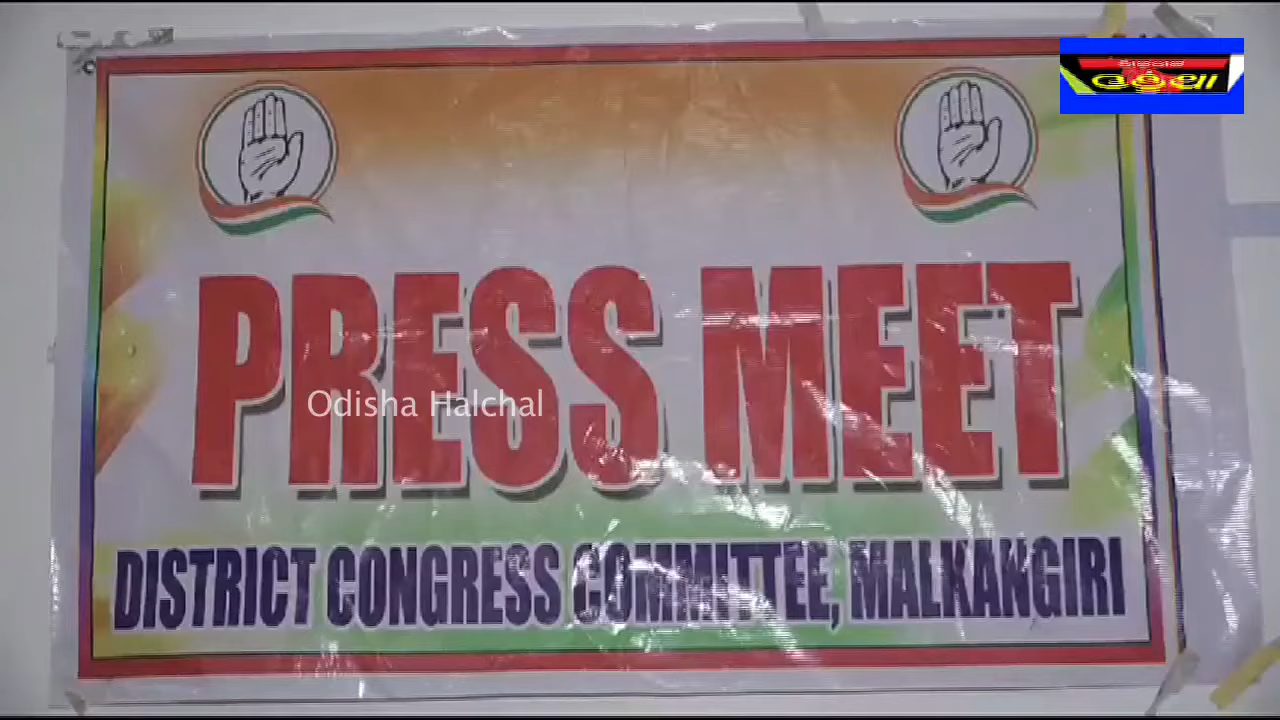 PRESS MEET
Odisha Halchal
DISTRICT CONGRESS COMMITTEE, MALKANGIRI